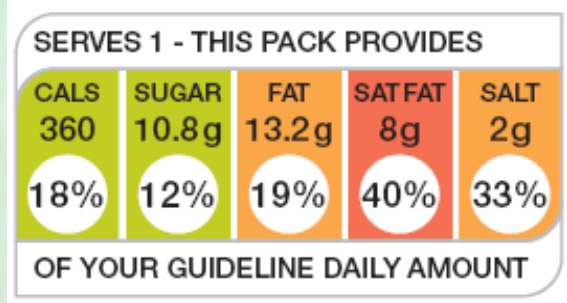 SERVES 1 - THIS PACK PROVIDES
CALS SUGAR FAT SAT FAT SALT
360 10.8g 13.2g 8g 2g
18% 12% 19% 40% 33%
OF YOUR GUIDELINE DAILY AMOUNT